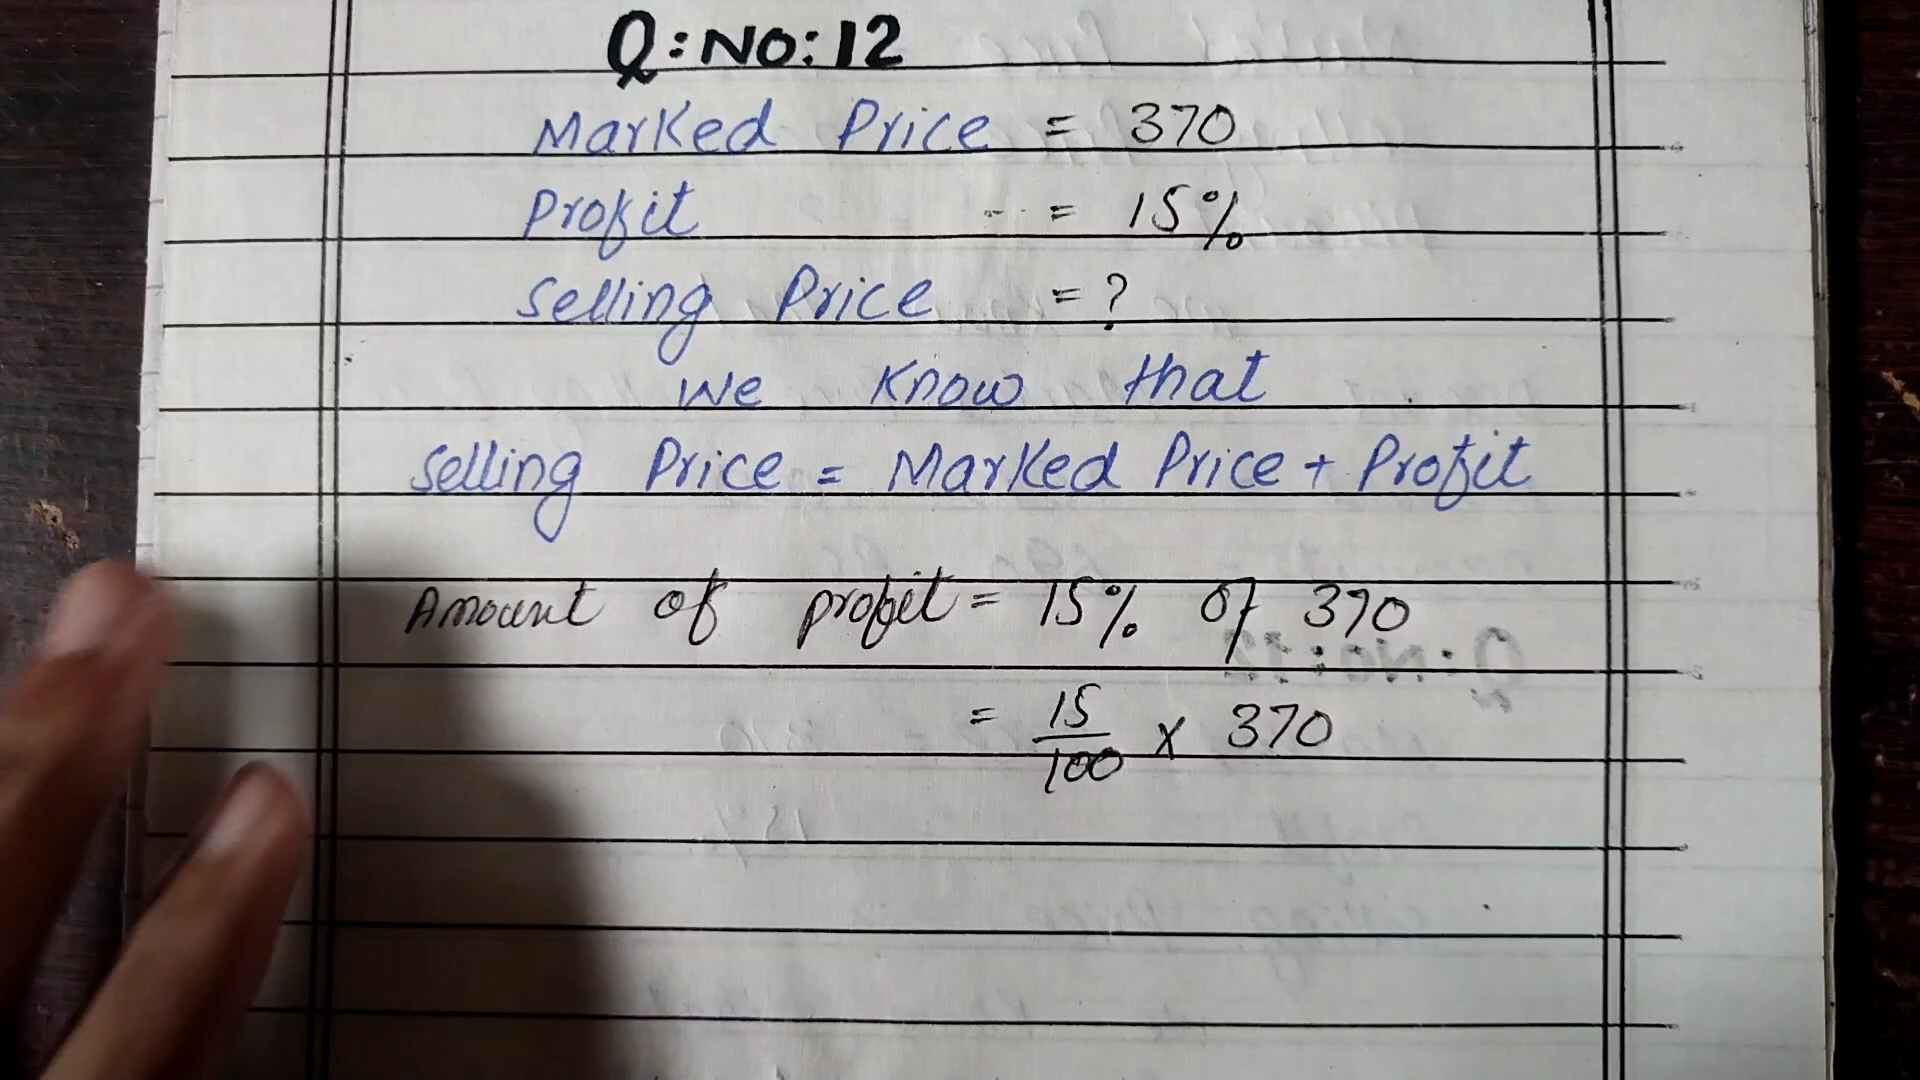 Q:NO:12
Marked Price = 370
Profit = 15%
Selling Price = ?
we know that
Selling Price = Marked Price + Profit
Amount of profit = 15% of 370
= 15/100 × 370